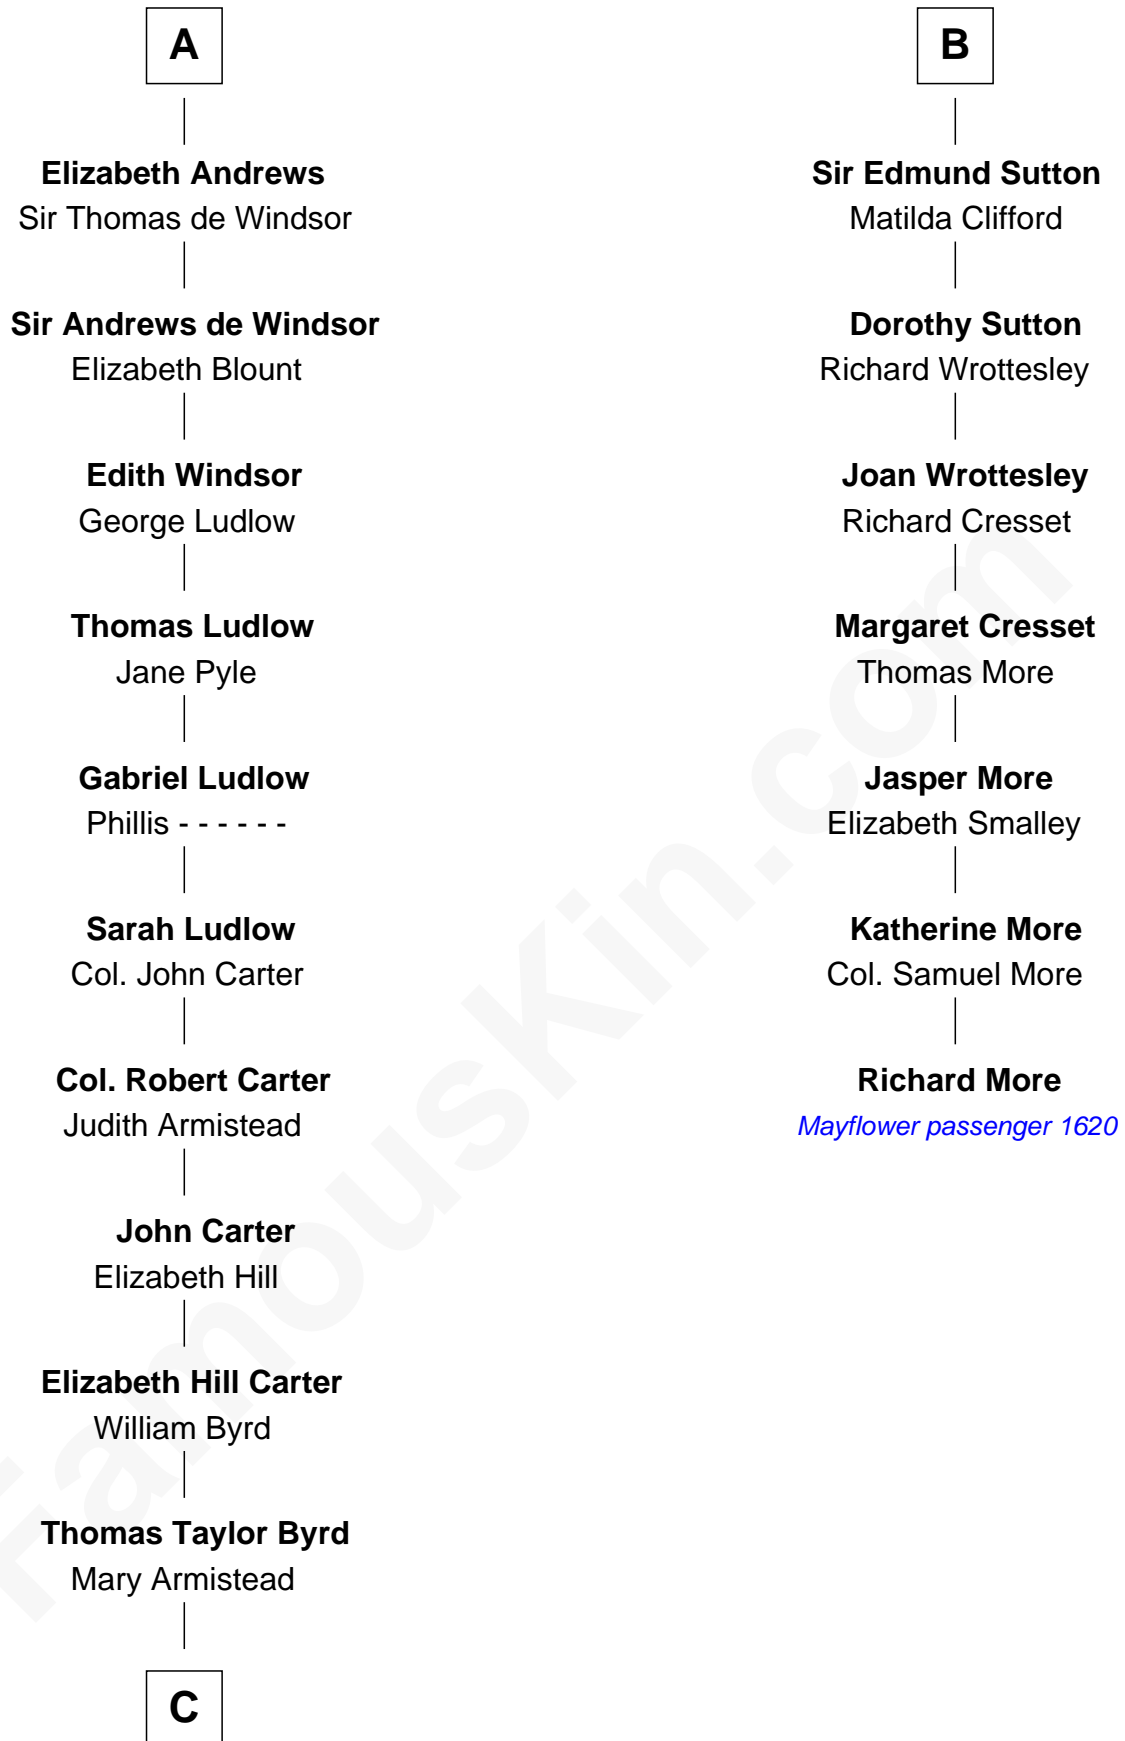 A
Elizabeth Andrews
Sir Thomas de Windsor
Sir Andrews de Windsor
Elizabeth Blount
Edith Windsor
George Ludlow
Thomas Ludlow
Jane Pyle
Gabriel Ludlow
Phillis - - - - - -
Sarah Ludlow
Col. John Carter
Col. Robert Carter
Judith Armistead
John Carter
Elizabeth Hill
Elizabeth Hill Carter
William Byrd
Thomas Taylor Byrd
Mary Armistead
C
B
Sir Edmund Sutton
Matilda Clifford
Dorothy Sutton
Richard Wrottesley
Joan Wrottesley
Richard Cresset
Margaret Cresset
Thomas More
Jasper More
Elizabeth Smalley
Katherine More
Col. Samuel More
Richard More
Mayflower passenger 1620
FamousKin.com